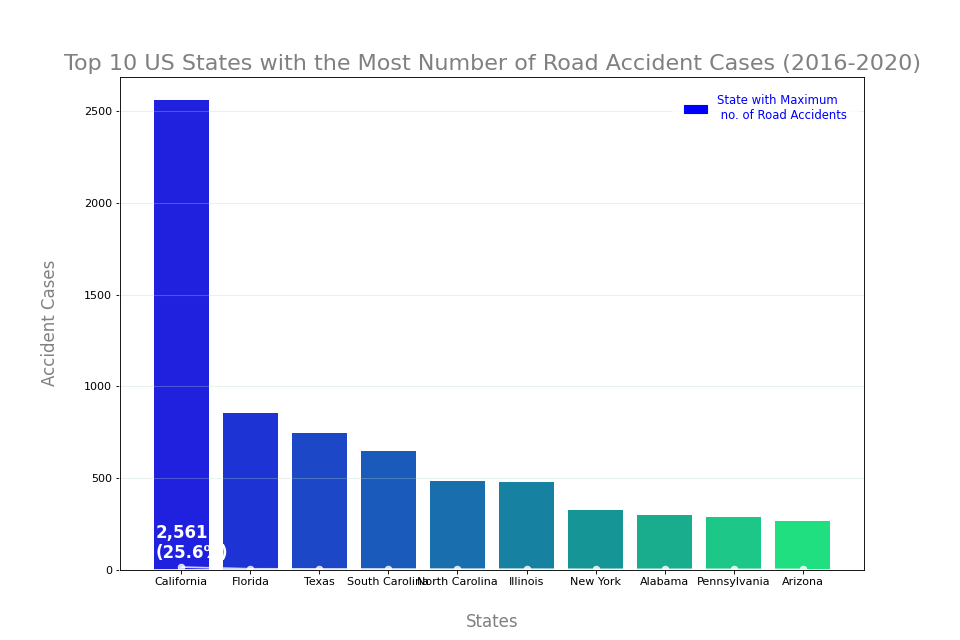 Top 10 US States with the Most Number of Road Accident Cases (2016-2020)
State with Maximum
no. of Road Accidents
2500
2000
1500
1000
500
0
Accident Cases
2,561
(25.6%)
California Florida Texas South Carolina North Carolina Illinois New York Alabama Pennsylvania Arizona
States